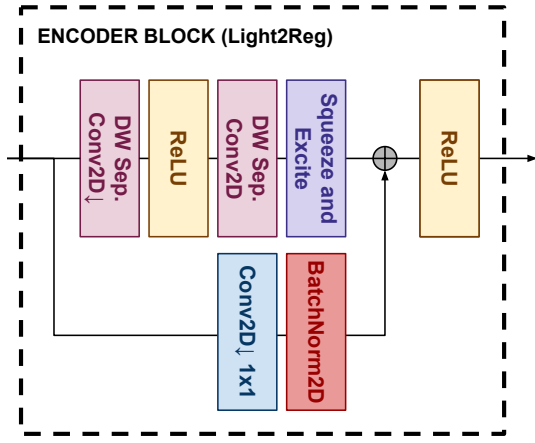 ENCODER BLOCK (Light2Reg)
DW Sep.
Conv2D↓
ReLU
DW Sep.
Conv2D
Squeeze and
Excite
ReLU
Conv2D↓ 1x1
BatchNorm2D